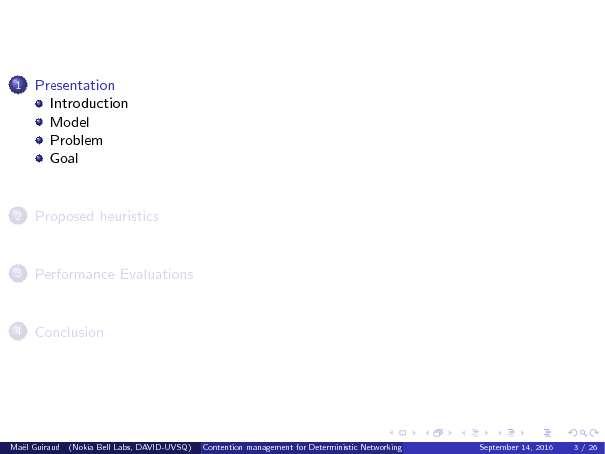 1 Presentation
Introduction
Model
Problem
Goal
2 Proposed heuristics
3 Performance Evaluations
4 Conclusion
Maël Guiraud (Nokia Bell Labs, DAVID-UVSQ) Contention management for Deterministic Networking September 14, 2016 3 / 26